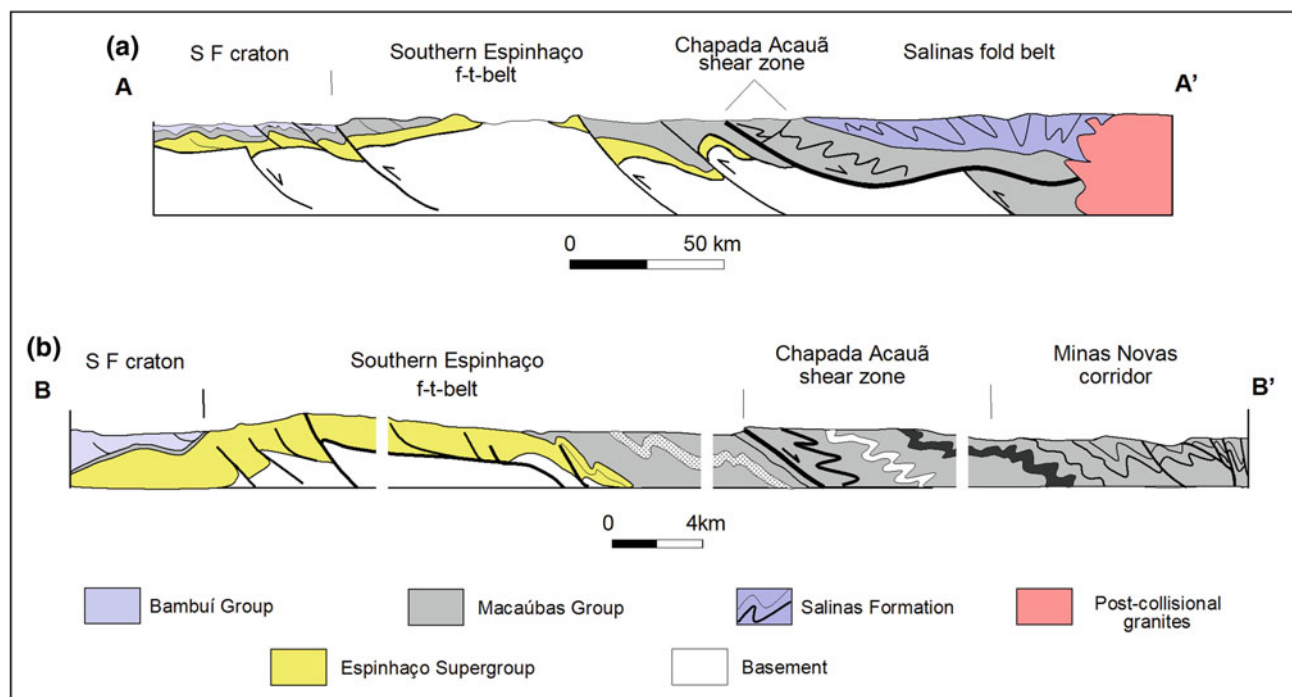 (a)
S F craton
Southern Espinhaço
f-t-belt
Chapada Acauã
shear zone
Salinas fold belt
A
A'
0 50 km
(b)
S F craton
Southern Espinhaço
f-t-belt
Chapada Acauã
shear zone
Minas Novas
corridor
B
B'
0 4km
Bambuí Group
Macaúbas Group
Salinas Formation
Post-collisional
granites
Espinhaço Supergroup
Basement